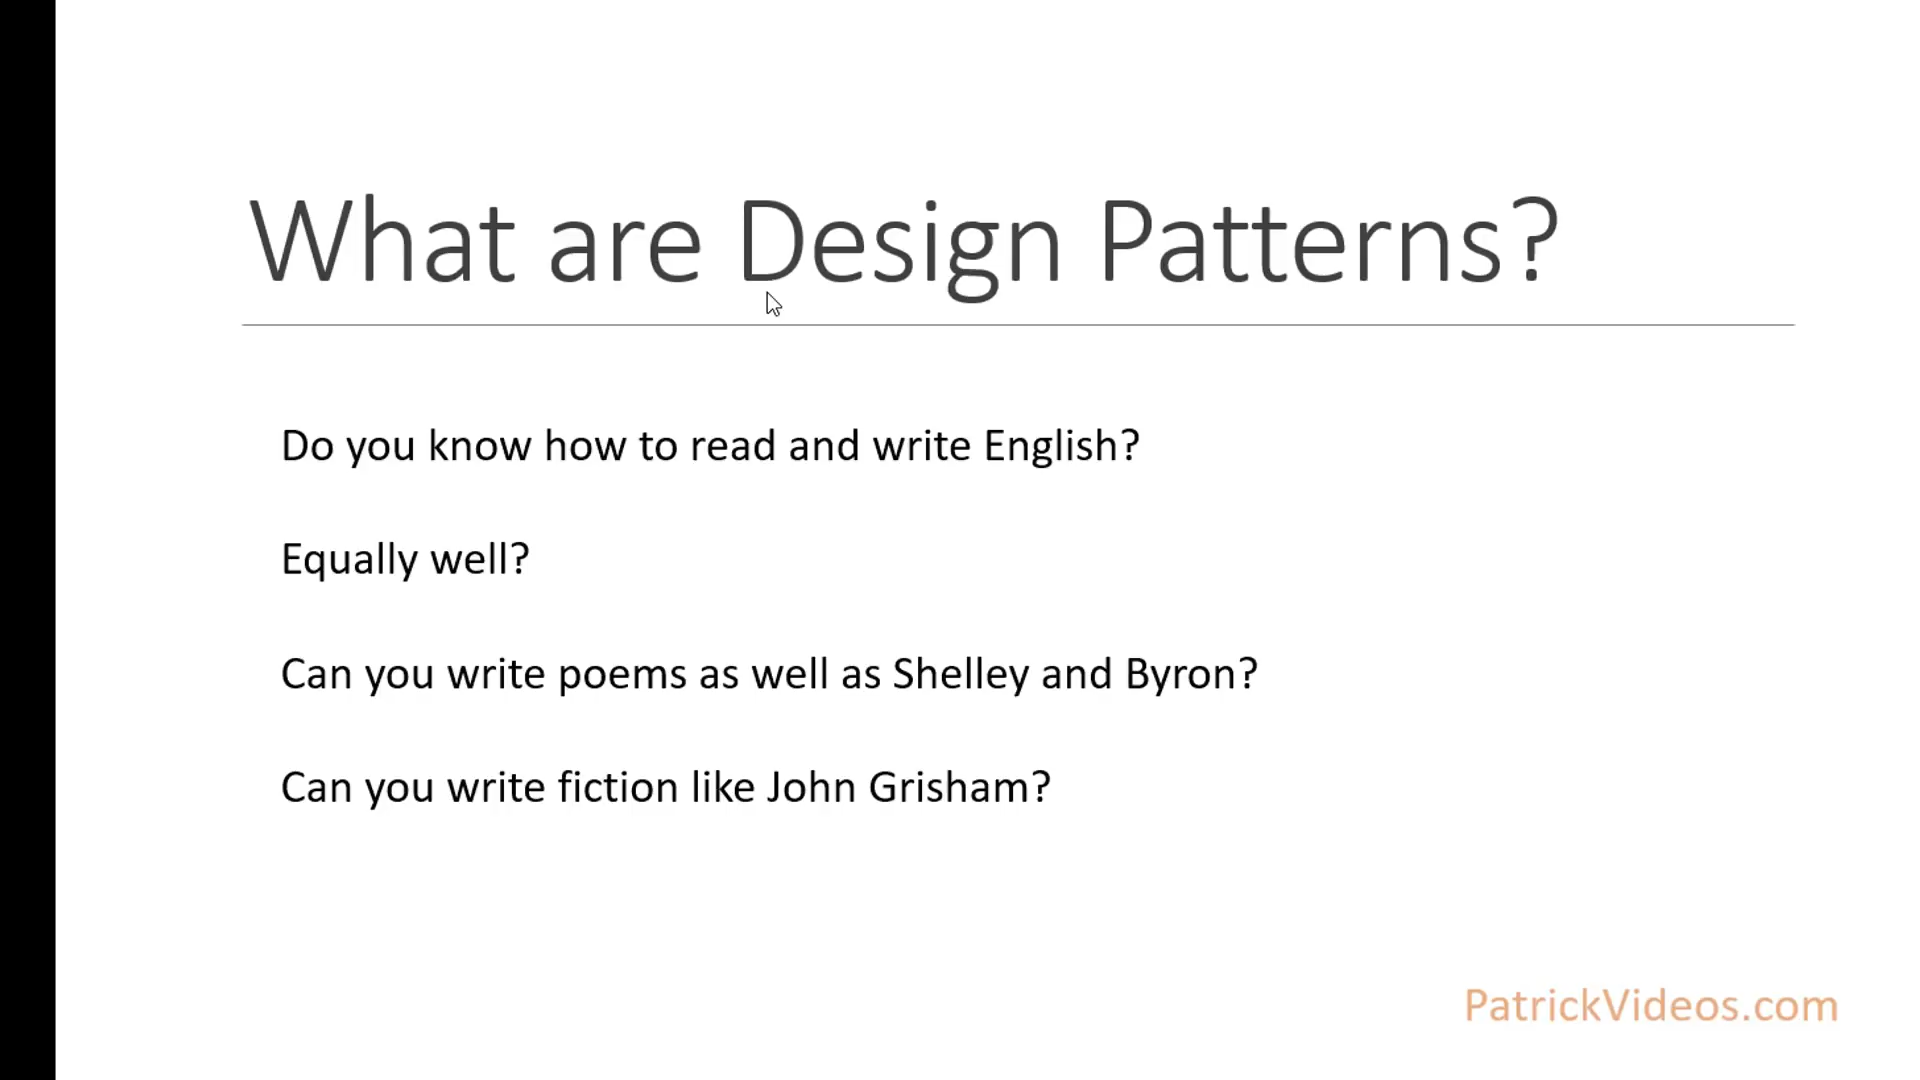 What are Design Patterns?
Do you know how to read and write English?
Equally well?
Can you write poems as well as Shelley and Byron?
Can you write fiction like John Grisham?
PatrickVideos.com